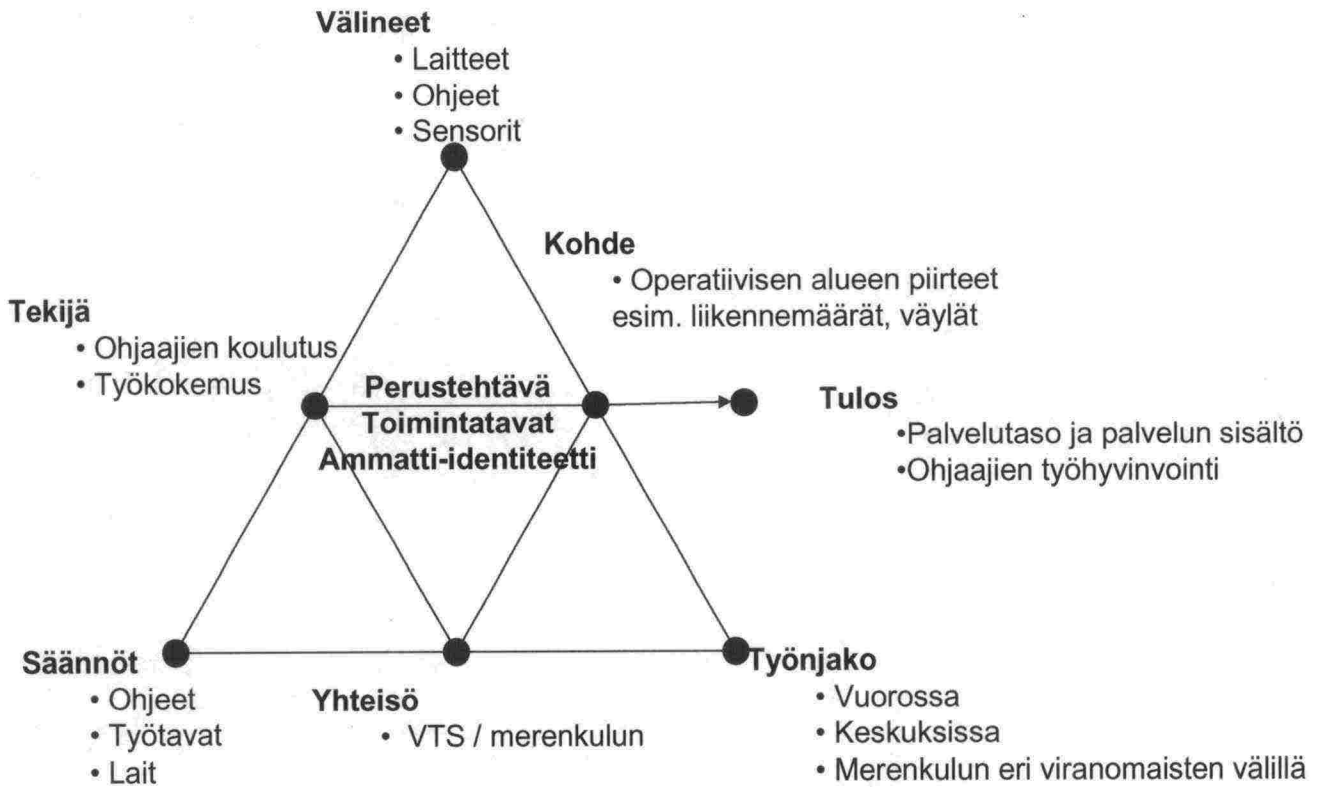 Välineet
• Laitteet
• Ohjeet
• Sensorit
Kohde
• Operatiivisen alueen piirteet
esim. liikennemäärät, väylät
Tekijä
• Ohjaajien koulutus
• Työkokemus
Perustehtävä
Toimintatavat
Ammatti-identiteetti
Tulos
•Palvelutaso ja palvelun sisältö
•Ohjaajien työhyvinvointi
Säännöt
• Ohjeet
• Työtavat
• Lait
Yhteisö
• VTS / merenkulun
Työnjako
• Vuorossa
• Keskuksissa
• Merenkulun eri viranomaisten välillä